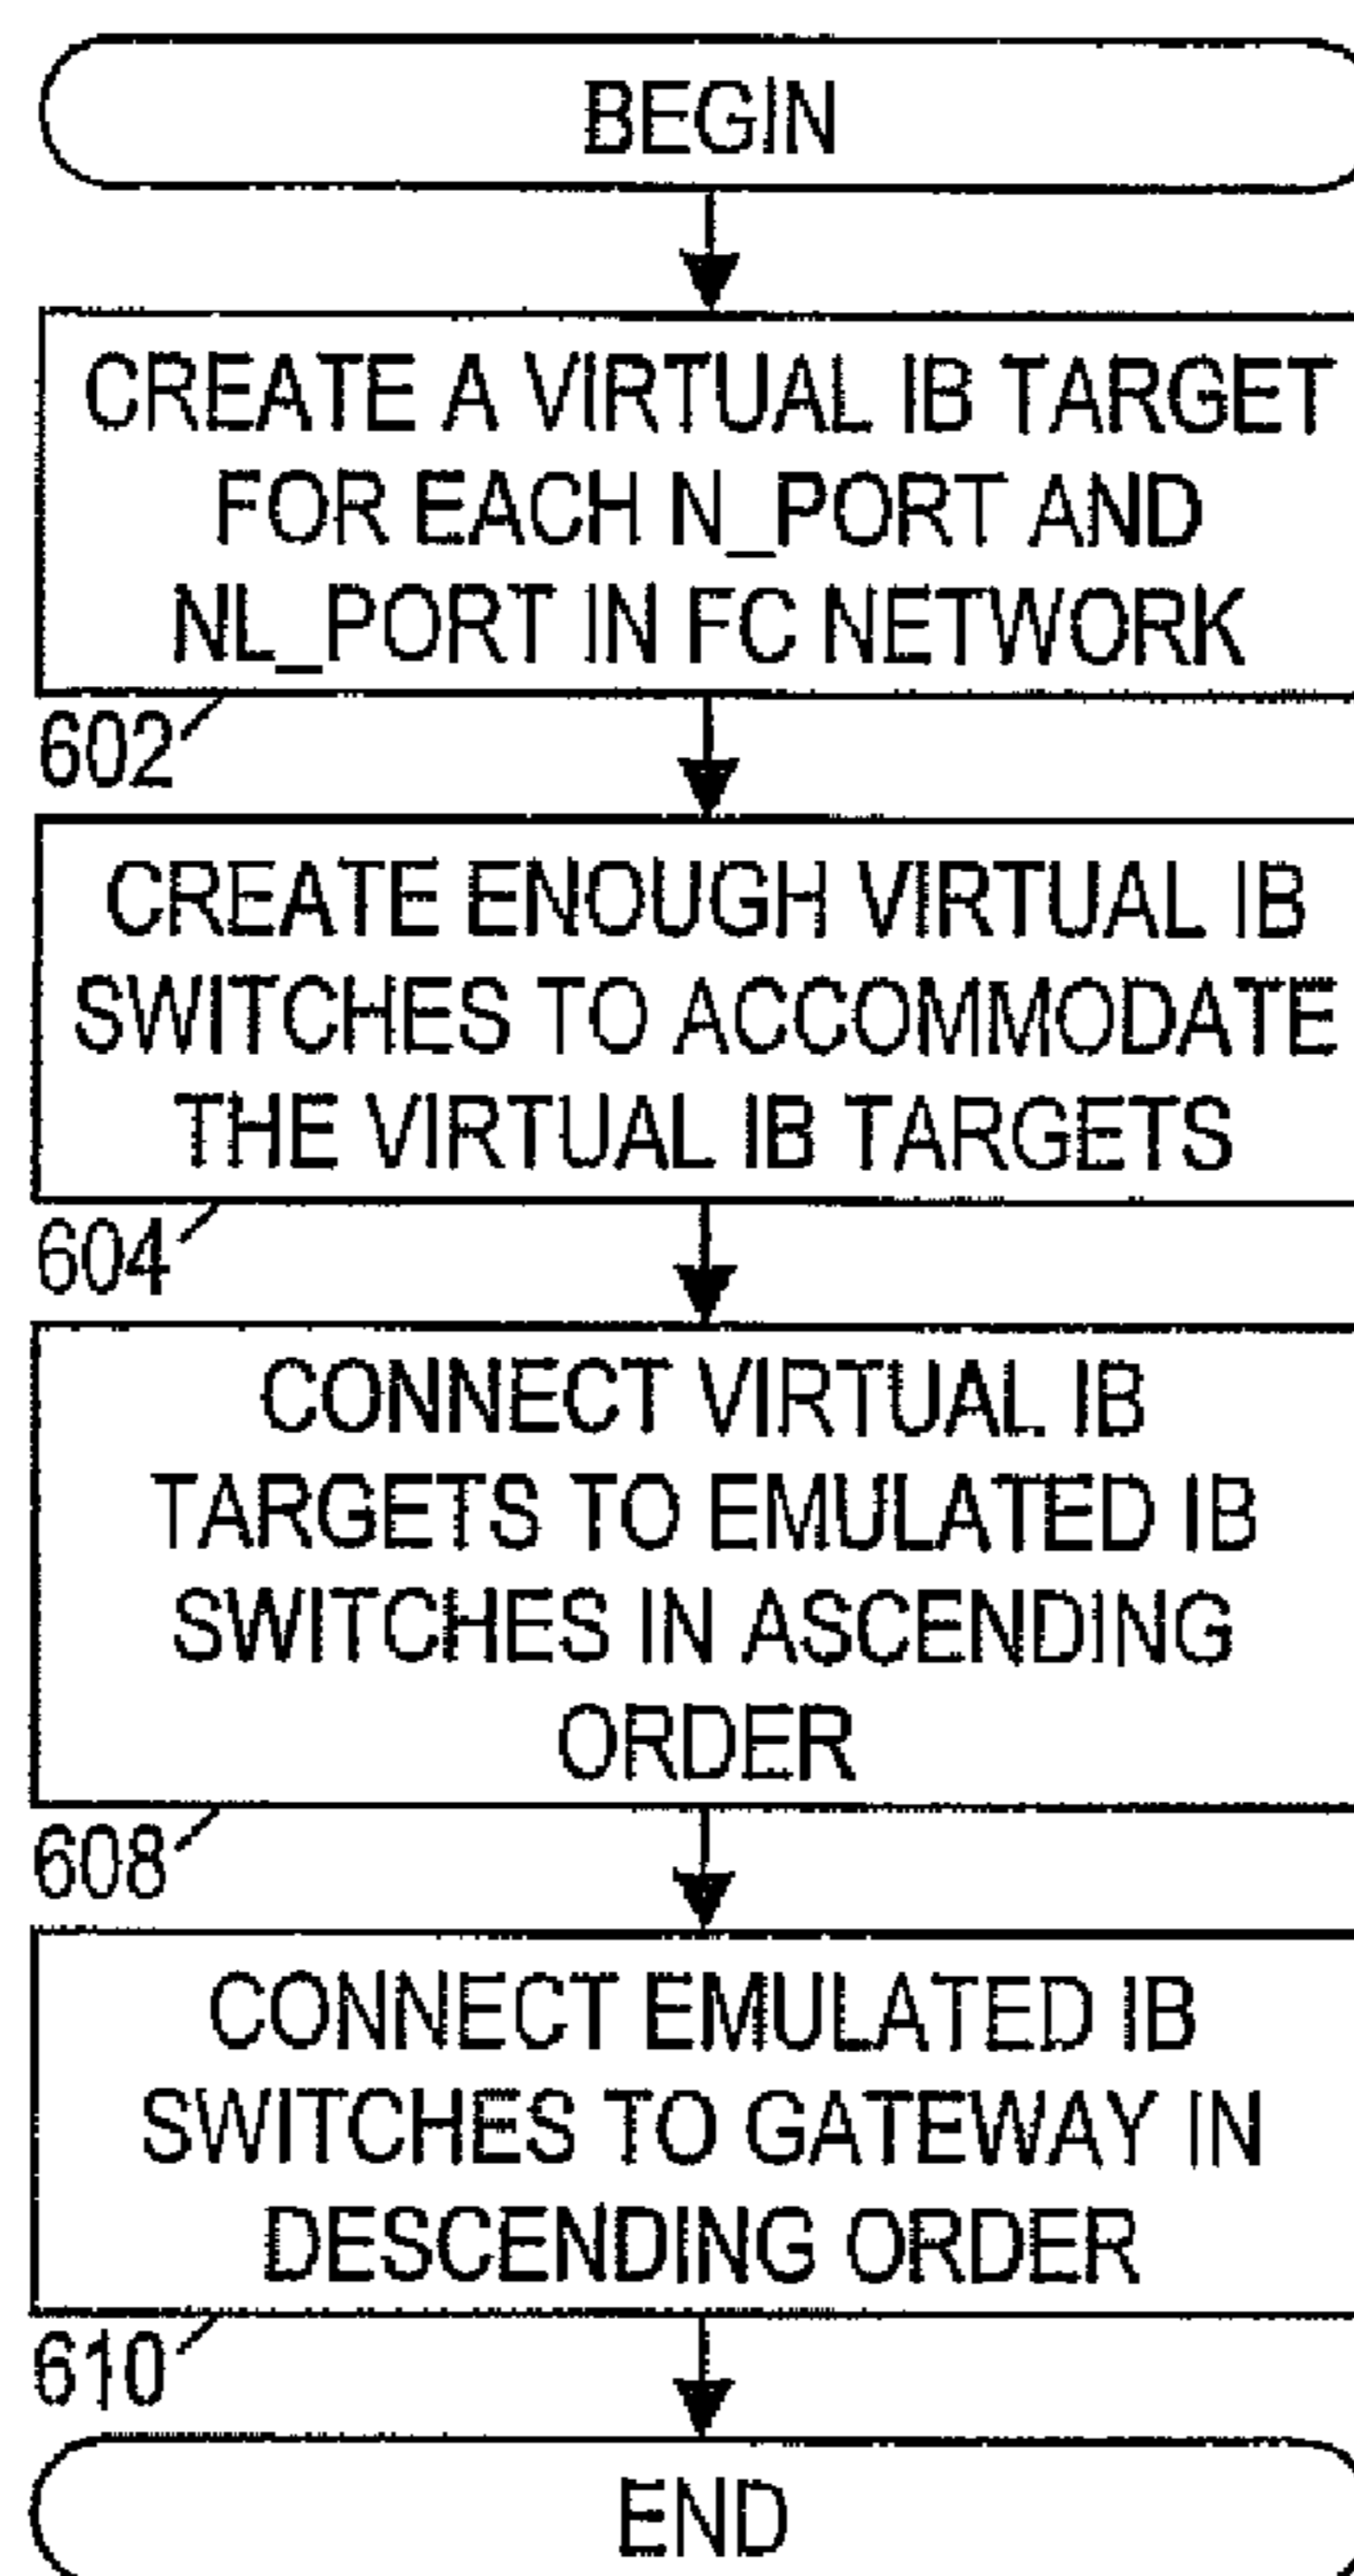 BEGIN
CREATE A VIRTUAL IB TARGET
FOR EACH N_PORT AND
NL_PORT IN FC NETWORK
602
CREATE ENOUGH VIRTUAL IB
SWITCHES TO ACCOMMODATE
THE VIRTUAL IB TARGETS
604
CONNECT VIRTUAL IB
TARGETS TO EMULATED IB
SWITCHES IN ASCENDING
ORDER
608
CONNECT EMULATED IB
SWITCHES TO GATEWAY IN
DESCENDING ORDER
610
END